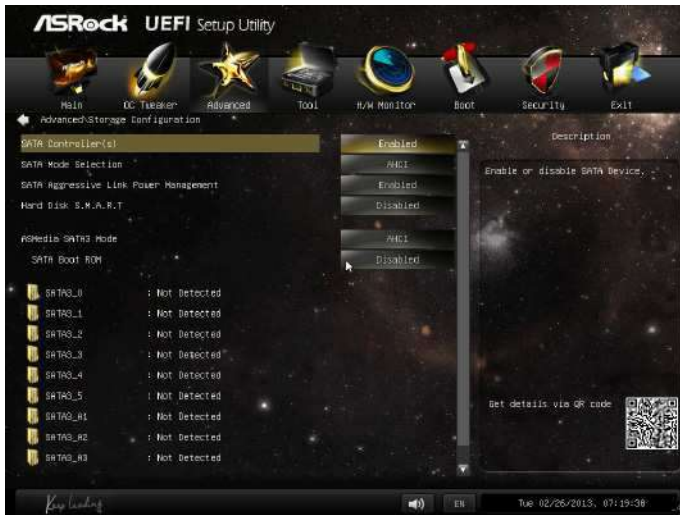 ASRock UEFI Setup Utility
Main OC Tweaker Advanced Tool H/W Monitor Boot Security Exit
Advanced\Storage Configuration
Description
SATA Controller(s) Enabled
SATA Mode Selection AHCI
Enable or disable SATA Device.
SATA Aggressive Link Power Management Enabled
Hard Disk S.M.A.R.T Disabled
ASMedia SATA3 Mode AHCI
SATA Boot ROM Disabled
SATA3_0 : Not Detected
SATA3_1 : Not Detected
SATA3_2 : Not Detected
SATA3_3 : Not Detected
SATA3_4 : Not Detected
SATA3_5 : Not Detected
SATA3_A1 : Not Detected
SATA3_A2 : Not Detected
SATA3_A3 : Not Detected
Get details via QR code
Keep leading
EN
Tue 02/26/2013, 07:19:38